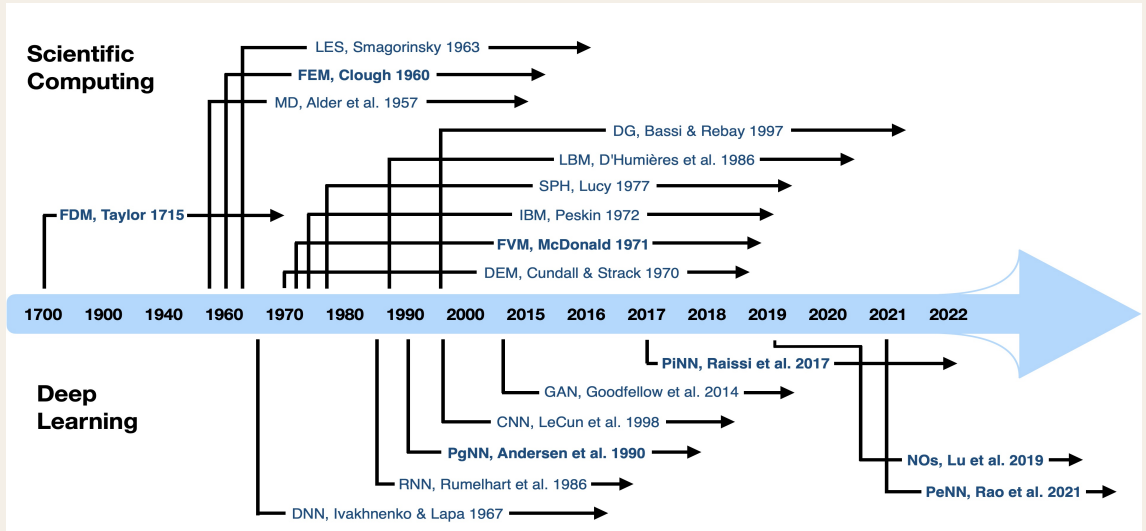 Scientific
Computing
LES, Smagorinsky 1963
FEM, Clough 1960
MD, Alder et al. 1957
DG, Bassi & Rebay 1997
LBM, D'Humières et al. 1986
SPH, Lucy 1977
FDM, Taylor 1715
IBM, Peskin 1972
FVM, McDonald 1971
DEM, Cundall & Strack 1970
1700 1900 1940 1960 1970 1980 1990 2000 2015 2016 2017 2018 2019 2020 2021 2022
Deep
Learning
PiNN, Raissi et al. 2017
GAN, Goodfellow et al. 2014
CNN, LeCun et al. 1998
PgNN, Andersen et al. 1990
NOs, Lu et al. 2019
RNN, Rumelhart et al. 1986
PeNN, Rao et al. 2021
DNN, Ivakhnenko & Lapa 1967